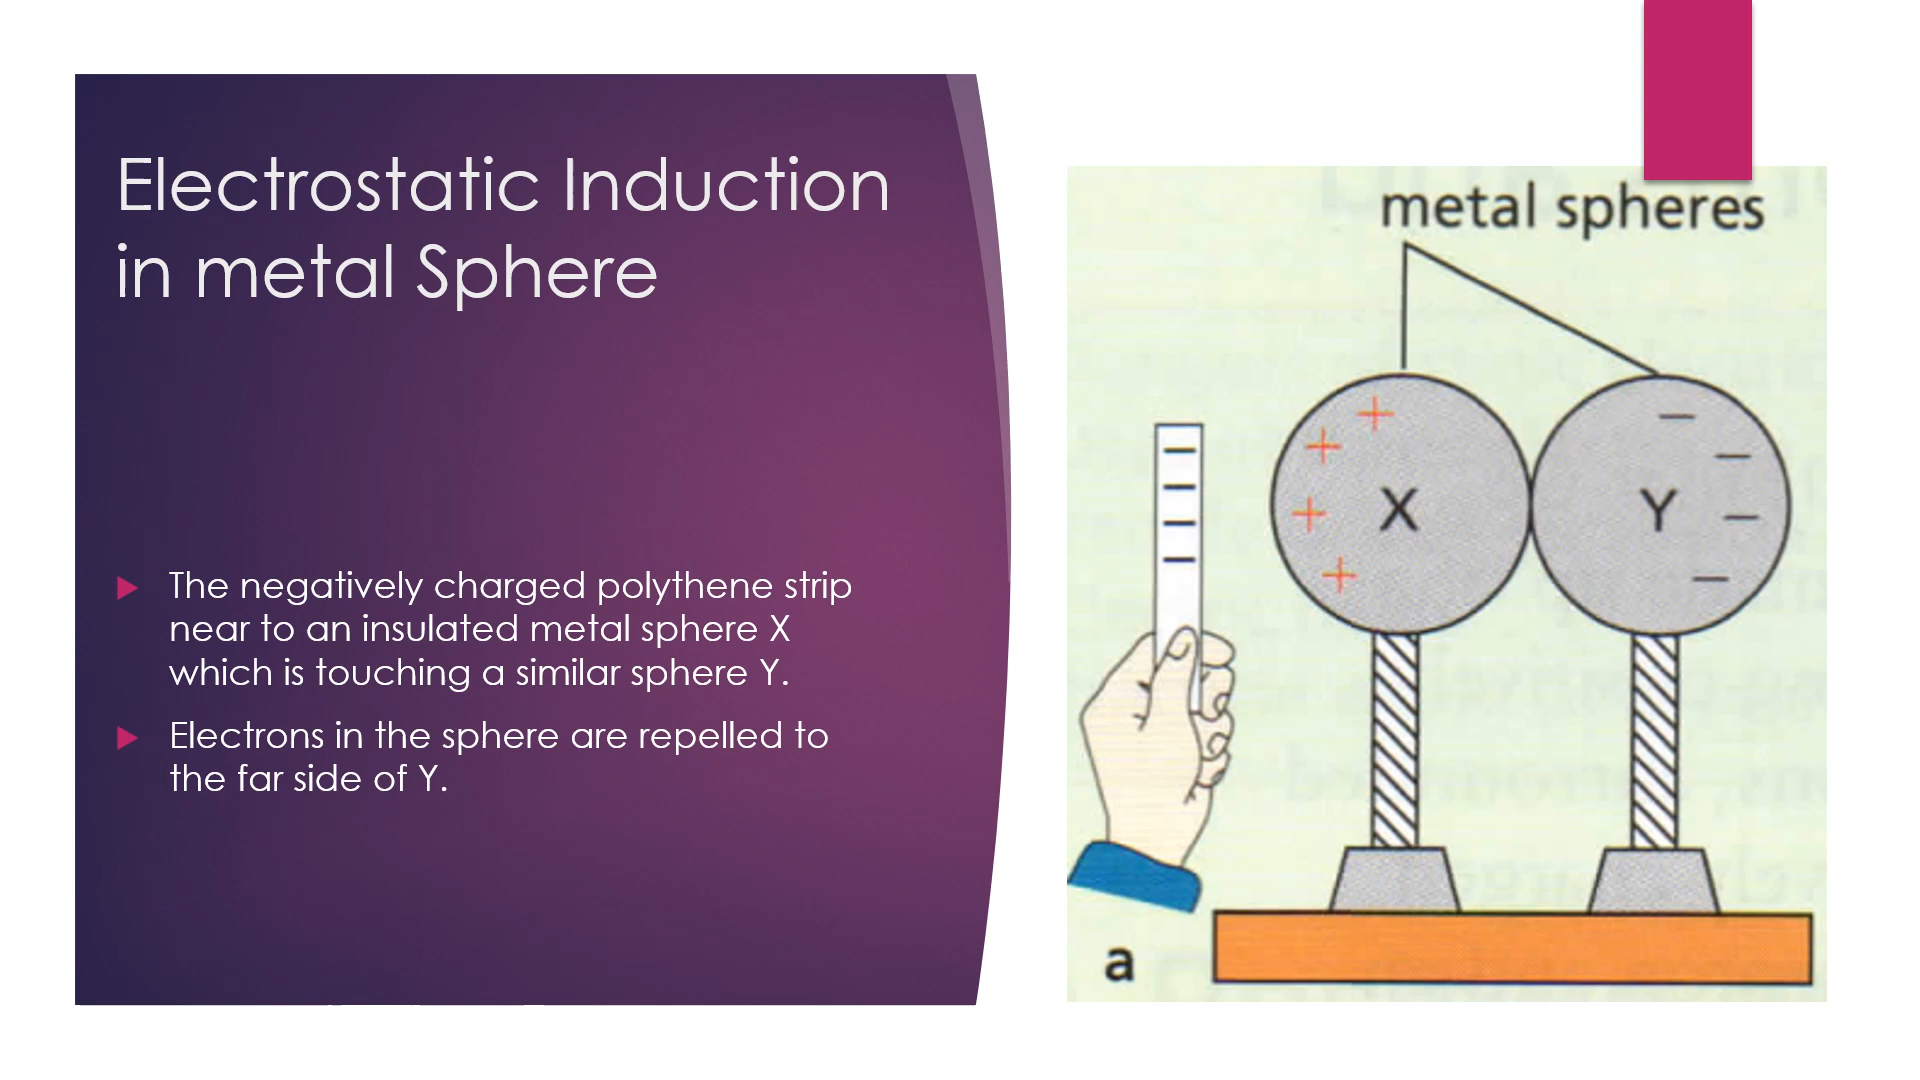 Electrostatic Induction
in metal Sphere
The negatively charged polythene strip
near to an insulated metal sphere X
which is touching a similar sphere Y.
Electrons in the sphere are repelled to
the far side of Y.
metal spheres
X
Y
a